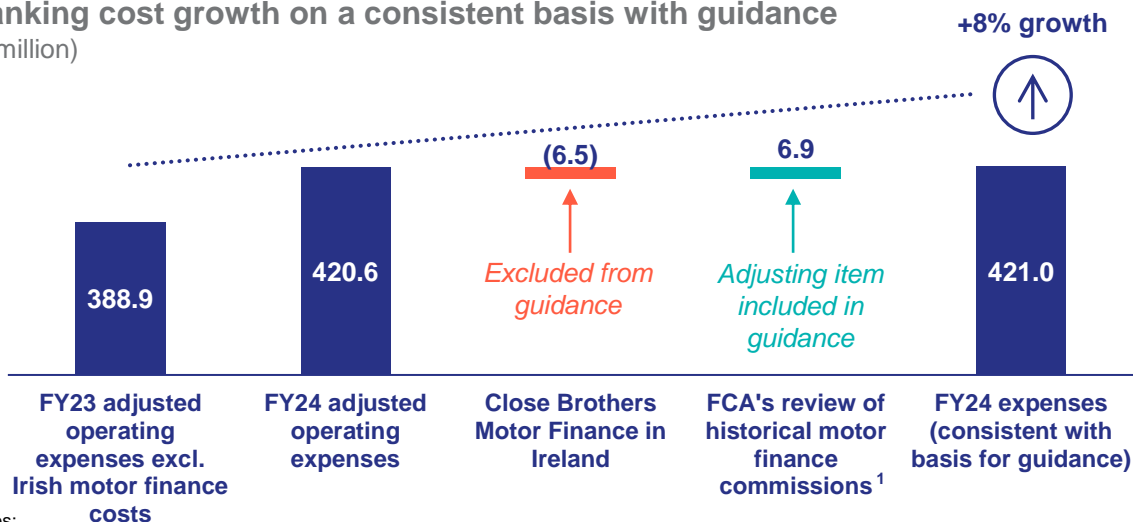 anking cost growth on a consistent basis with guidance
million)
+8% growth
(6.5)
6.9
388.9
420.6
Excluded from
guidance
Adjusting item
included in
guidance
421.0
FY23 adjusted
operating
expenses excl.
Irish motor finance
costs
FY24 adjusted
operating
expenses
Close Brothers
Motor Finance in
Ireland
FCA's review of
historical motor
finance
commissions 1
FY24 expenses
(consistent with
basis for guidance)